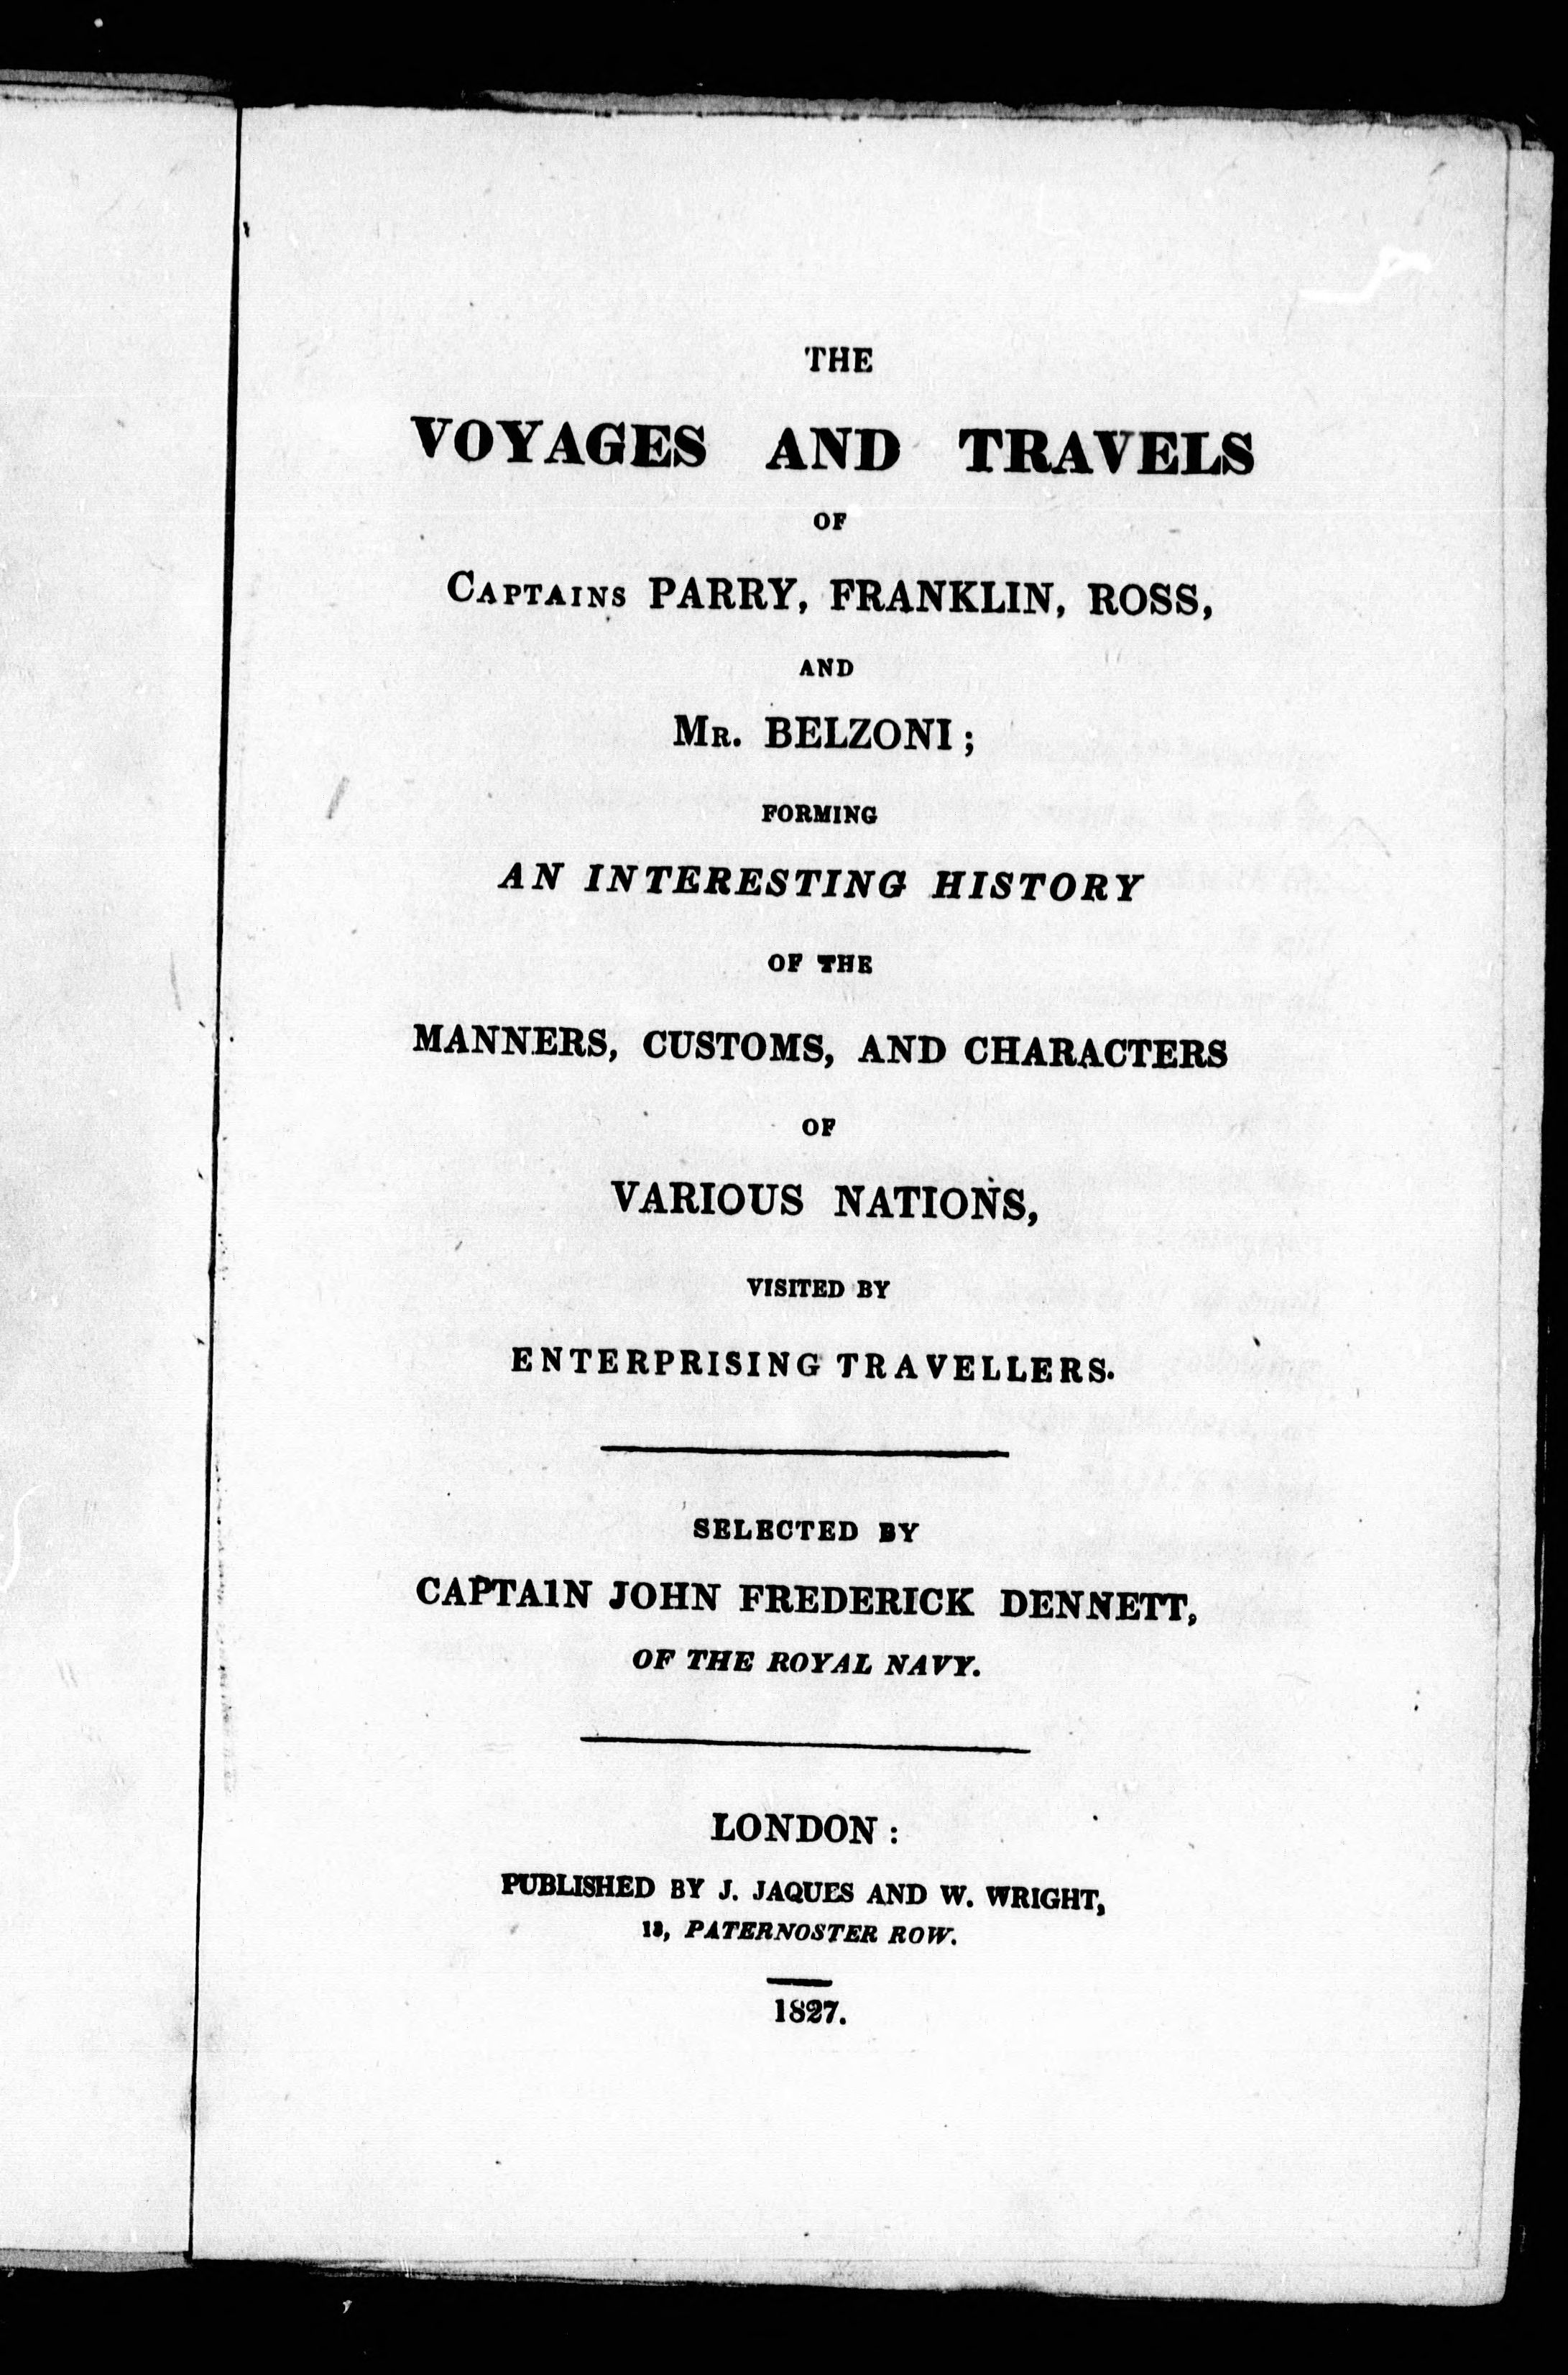 THE
VOYAGES AND TRAVELS
OF
CAPTAINS PARRY, FRANKLIN, ROSS,
AND
MR. BELZONI;
FORMING
AN INTERESTING HISTORY
OF THE
MANNERS, CUSTOMS, AND CHARACTERS
OF
VARIOUS NATIONS,
VISITED BY
ENTERPRISING TRAVELLERS.
SELECTED BY
CAPTAIN JOHN FREDERICK DENNETT,
OF THE ROYAL NAVY.
LONDON:
PUBLISHED BY J. JAQUES AND W. WRIGHT,
13, PATERNOSTER ROW.
1827.